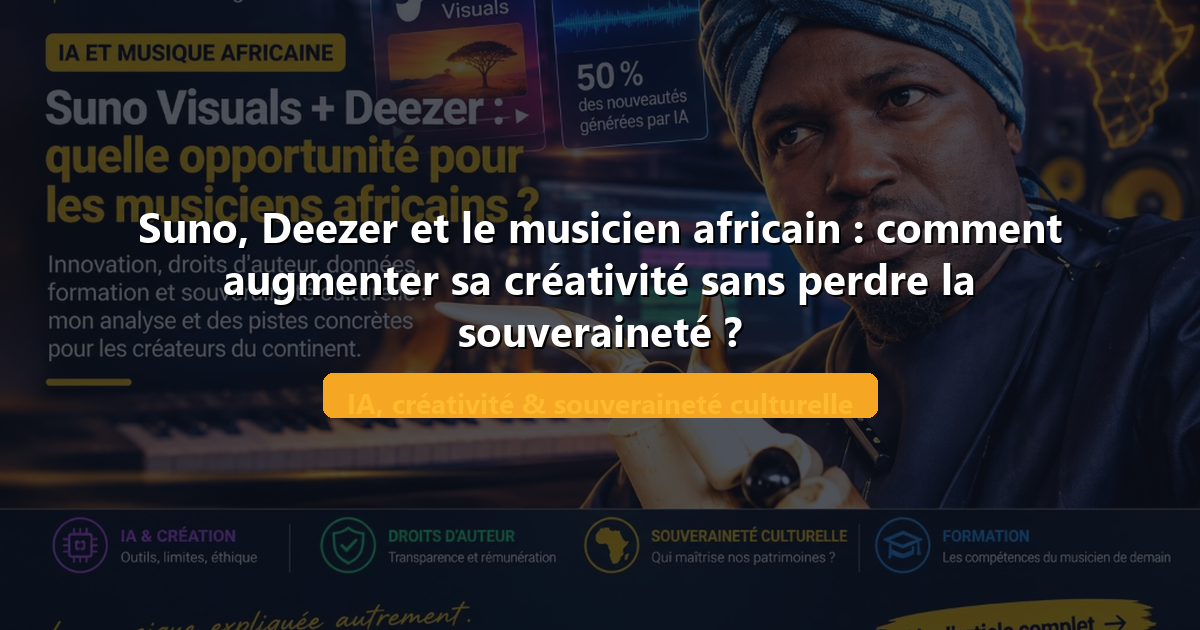 Visuals
IA ET MUSIQUE AFRICAINE
50 %
des nouveautés
générées par IA
Suno Visuals + Deezer :
quelle opportunité pour
les musiciens africains ?
Suno, Deezer et le musicien africain : comment
augmenter sa créativité sans perdre la
souveraineté ?
Innovation, droits d'auteur, données,
formation et souveraineté culturelle :
mon analyse et des pistes concrètes
pour les créateurs du continent.
IA, créativité & souveraineté culturelle
IA & CRÉATION
Outils, limites, éthique
DROITS D'AUTEUR
Transparence et rémunération
SOUVERAINETÉ CULTURELLE
Qui maîtrise nos patrimoines ?
FORMATION
Les compétences du musicien de demain
musique expliquée autrement.
l'article complet →